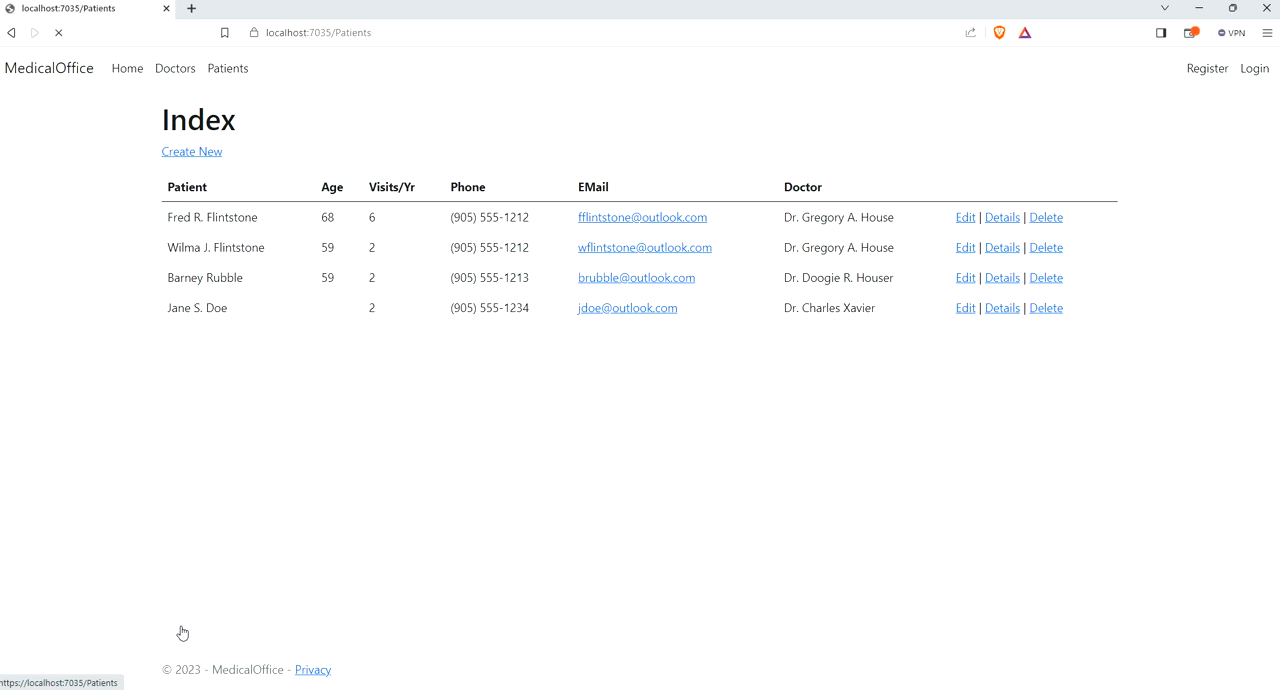 localhost:7035/Patients
localhost:7035/Patients VPN
MedicalOffice Home Doctors Patients Register Login
Index
Create New
Patient Age Visits/Yr Phone EMail Doctor
Fred R. Flintstone 68 6 (905) 555-1212 fflintstone@outlook.com Dr. Gregory A. House Edit | Details | Delete
Wilma J. Flintstone 59 2 (905) 555-1212 wflintstone@outlook.com Dr. Gregory A. House Edit | Details | Delete
Barney Rubble 59 2 (905) 555-1213 brubble@outlook.com Dr. Doogie R. Houser Edit | Details | Delete
Jane S. Doe 2 (905) 555-1234 jdoe@outlook.com Dr. Charles Xavier Edit | Details | Delete
© 2023 - MedicalOffice - Privacy
https://localhost:7035/Patients